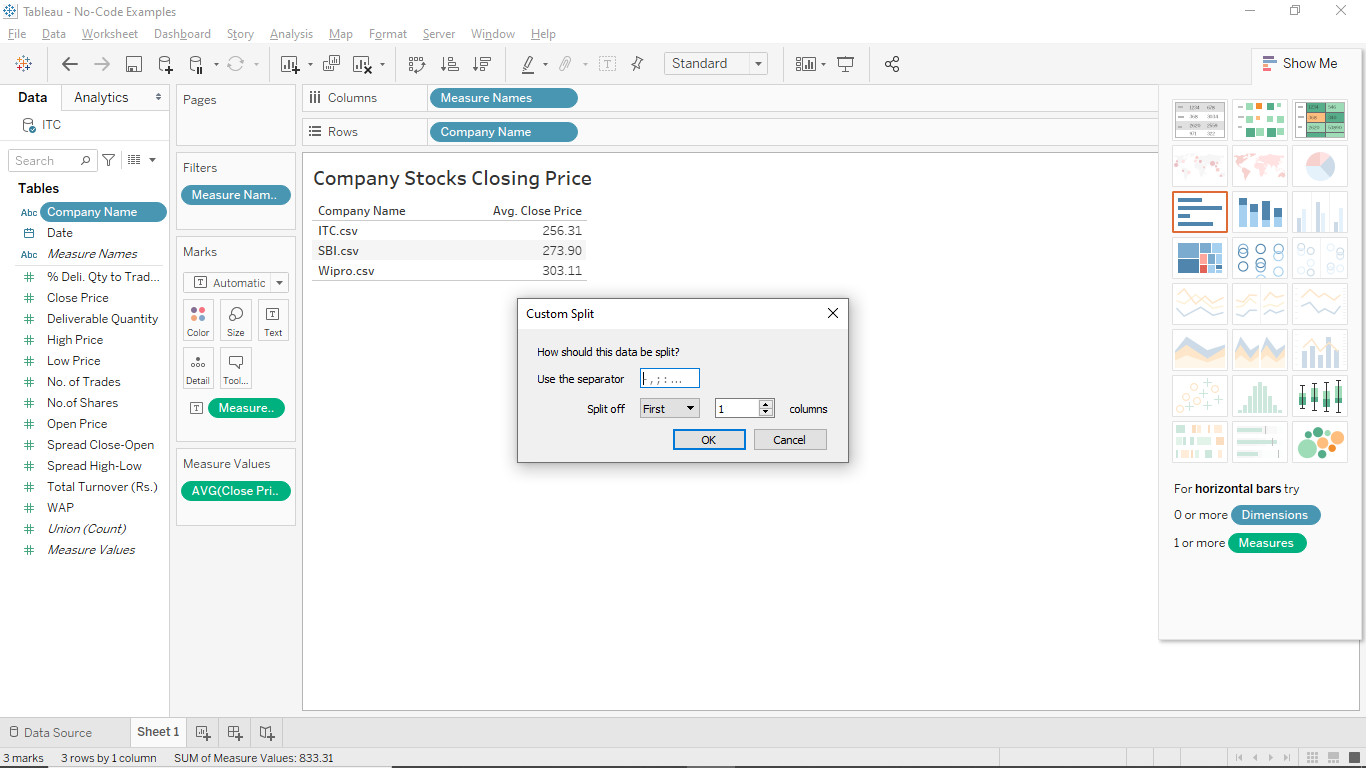 Tableau - No-Code Examples
File Data Worksheet Dashboard Story Analysis Map Format Server Window Help
Standard
Show Me
Data Analytics
ITC
Search
Tables
Abc Company Name
Date
Abc Measure Names
# % Deli. Qty to Trad...
# Close Price
# Deliverable Quantity
# High Price
# Low Price
# No. of Trades
# No.of Shares
# Open Price
# Spread Close-Open
# Spread High-Low
# Total Turnover (Rs.)
# WAP
# Union (Count)
# Measure Values
Pages
Filters
Measure Nam..
Marks
Automatic
Color Size Text
Detail Tool...
Measure..
Measure Values
AVG(Close Pri..
Columns Measure Names
Rows Company Name
Company Stocks Closing Price
Company Name Avg. Close Price
ITC.csv 256.31
SBI.csv 273.90
Wipro.csv 303.11
Custom Split
How should this data be split?
Use the separator - , ; : ...
Split off First 1 columns
OK Cancel
For horizontal bars try
0 or more Dimensions
1 or more Measures
Data Source Sheet 1
3 marks 3 rows by 1 column SUM of Measure Values: 833.31